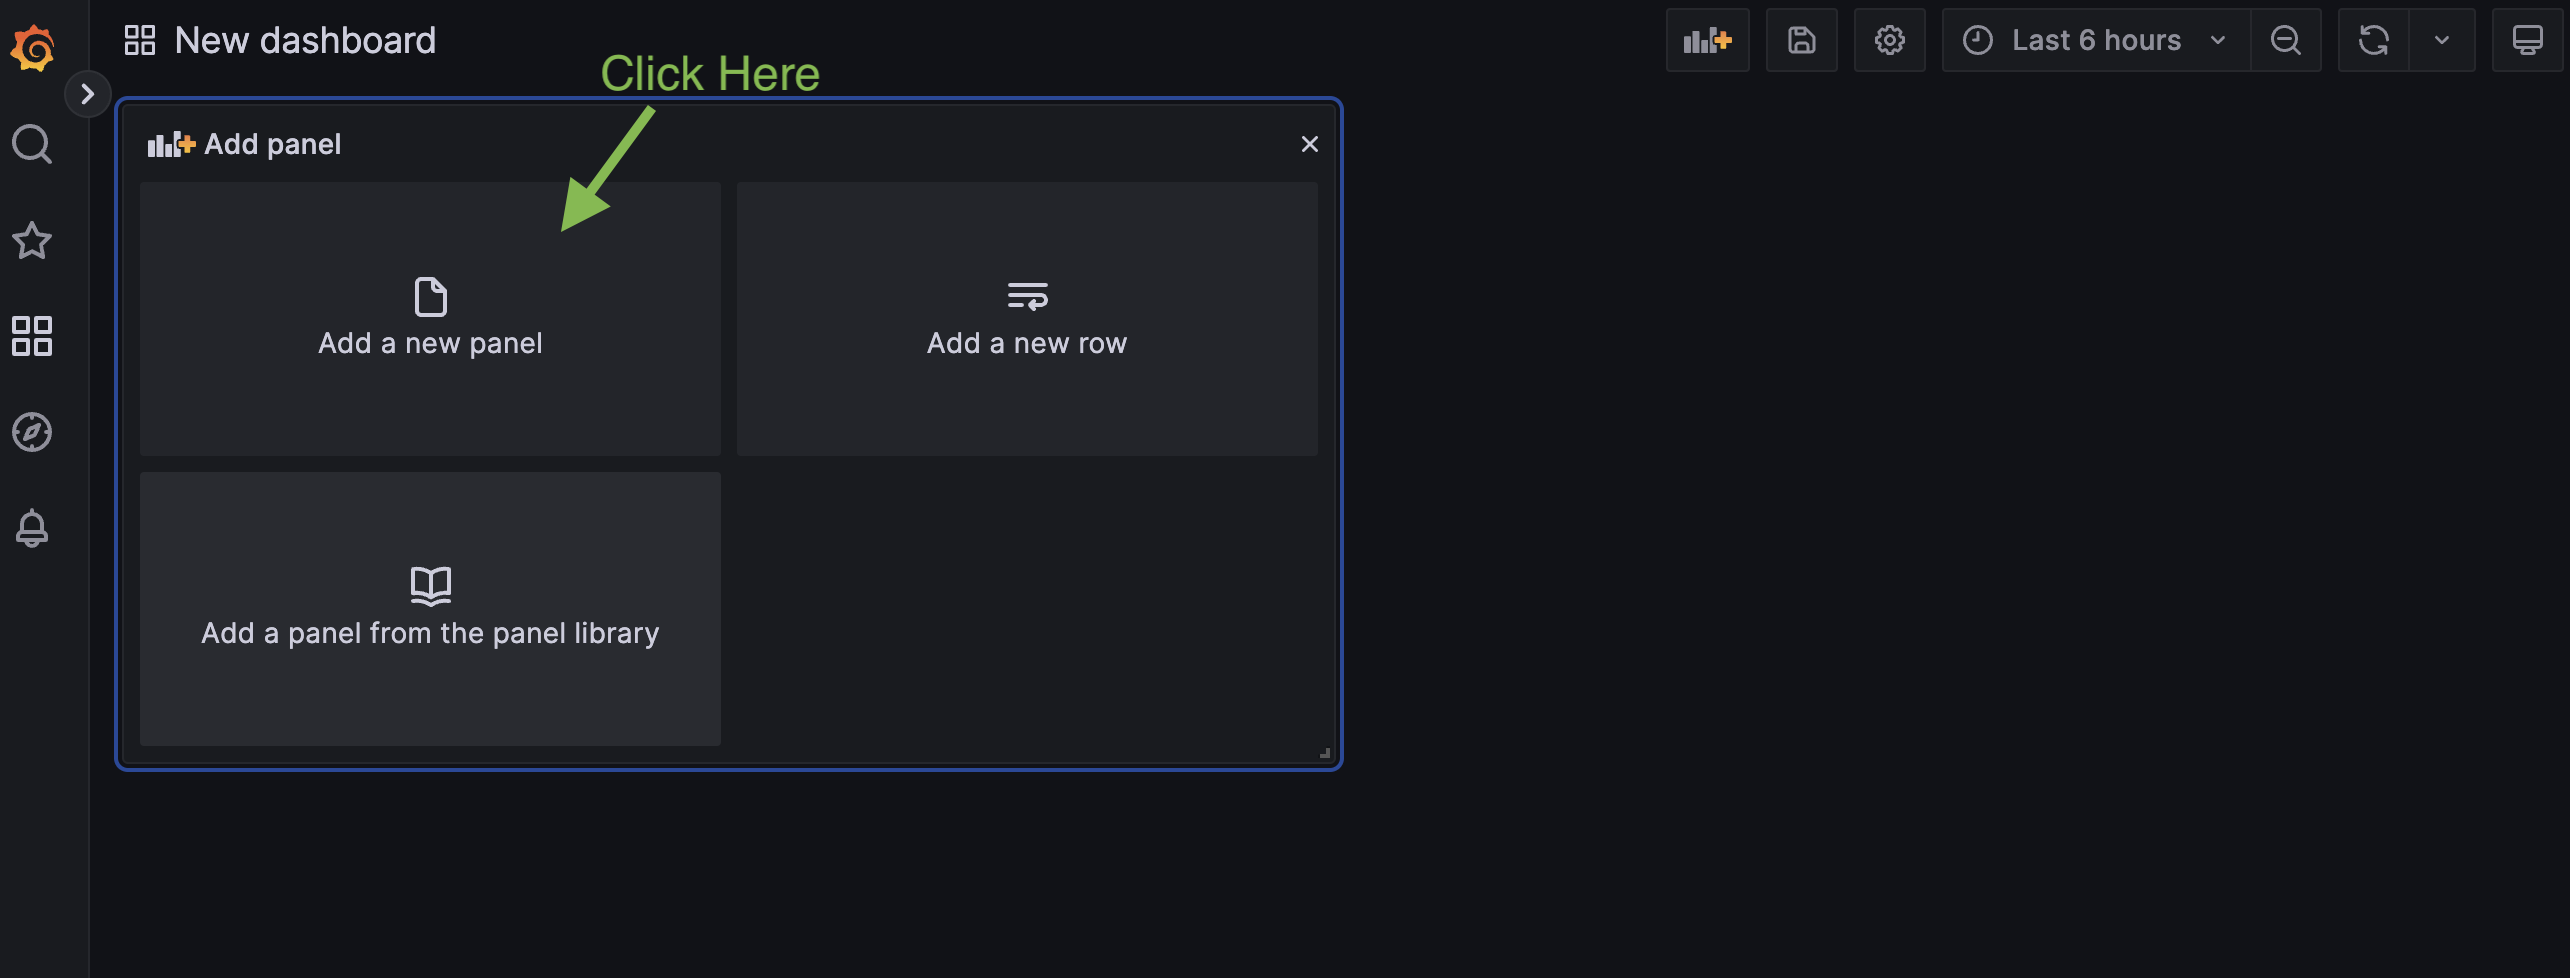 New dashboard
Last 6 hours
Click Here
Add panel
Add a new panel
Add a new row
Add a panel from the panel library